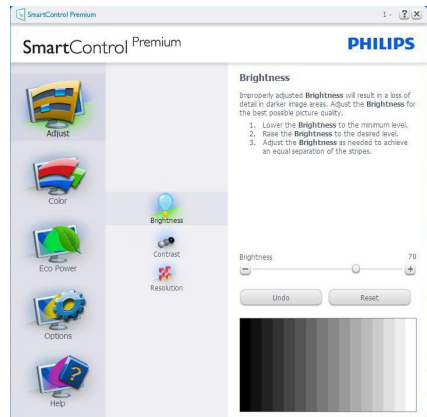 SmartControl Premium
1 - ? X
SmartControl Premium
PHILIPS
Adjust
Color
Eco Power
Options
Help
Brightness
Contrast
Resolution
Brightness
Improperly adjusted Brightness will result in a loss of
detail in darker image areas. Adjust the Brightness for
the best possible picture quality.
1. Lower the Brightness to the minimum level.
2. Raise the Brightness to the desired level.
3. Adjust the Brightness as needed to achieve
an equal separation of the stripes.
Brightness 70
Undo Reset